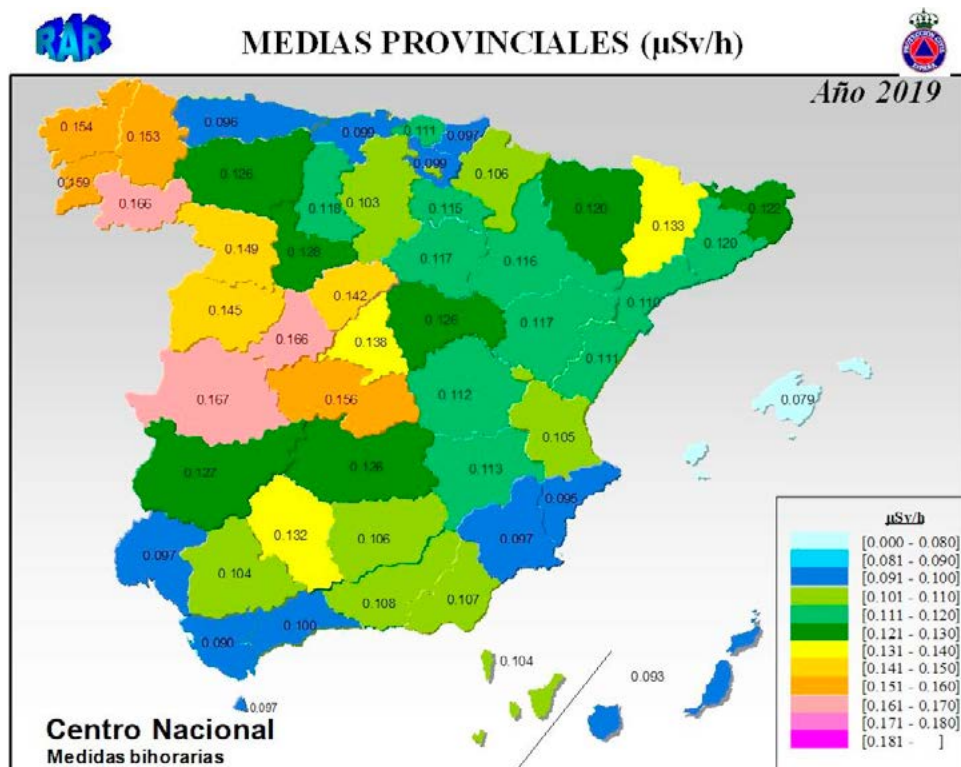 RAR
MEDIAS PROVINCIALES (µSv/h)
PROTECCIÓN CIVIL
ESPAÑA
Año 2019
0.154
0.153
0.096
0.099
0.111
0.097
0.099
0.159
0.166
0.126
0.118
0.103
0.115
0.106
0.120
0.133
0.122
0.120
0.149
0.128
0.117
0.116
0.110
0.145
0.142
0.166
0.138
0.126
0.117
0.111
0.167
0.156
0.112
0.105
0.079
0.127
0.126
0.113
0.095
0.097
0.132
0.106
0.097
0.104
0.108
0.107
0.100
0.090
0.097
0.104
0.093
µSv/h
[0.000 - 0.080]
[0.081 - 0.090]
[0.091 - 0.100]
[0.101 - 0.110]
[0.111 - 0.120]
[0.121 - 0.130]
[0.131 - 0.140]
[0.141 - 0.150]
[0.151 - 0.160]
[0.161 - 0.170]
[0.171 - 0.180]
[0.181 - ]
Centro Nacional
Medidas bihorarias